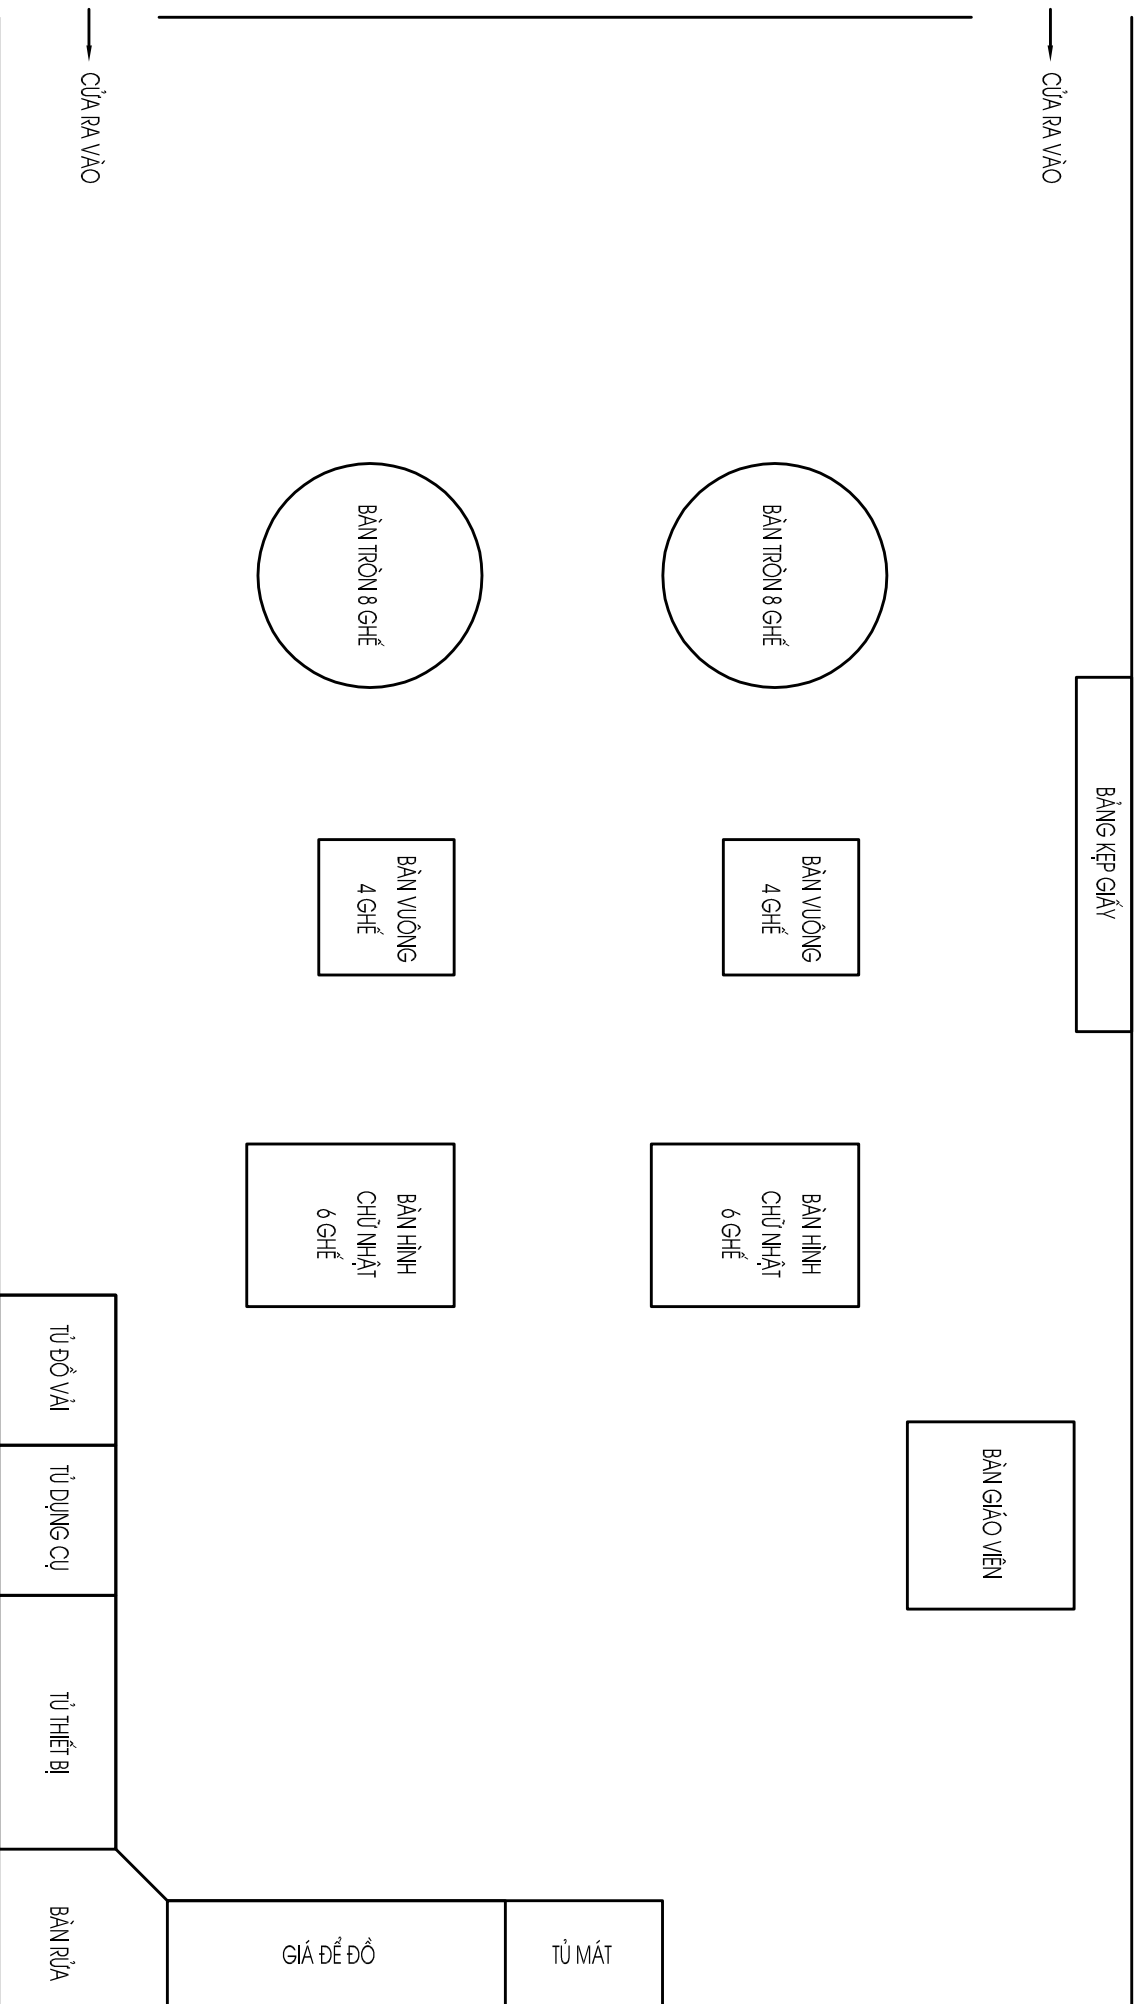 CỬA RA VÀO
CỬA RA VÀO
BÀN TRÒN 8 GHẾ
BÀN TRÒN 8 GHẾ
BẢNG KẸP GIẤY
BÀN VUÔNG
4 GHẾ
BÀN VUÔNG
4 GHẾ
BÀN HÌNH
CHỮ NHẬT
6 GHẾ
BÀN HÌNH
CHỮ NHẬT
6 GHẾ
TỦ ĐỒ VẢI
TỦ DỤNG CỤ
BÀN GIÁO VIÊN
TỦ THIẾT BỊ
BÀN RỬA
GIÁ ĐỂ ĐỒ
TỦ MÁT